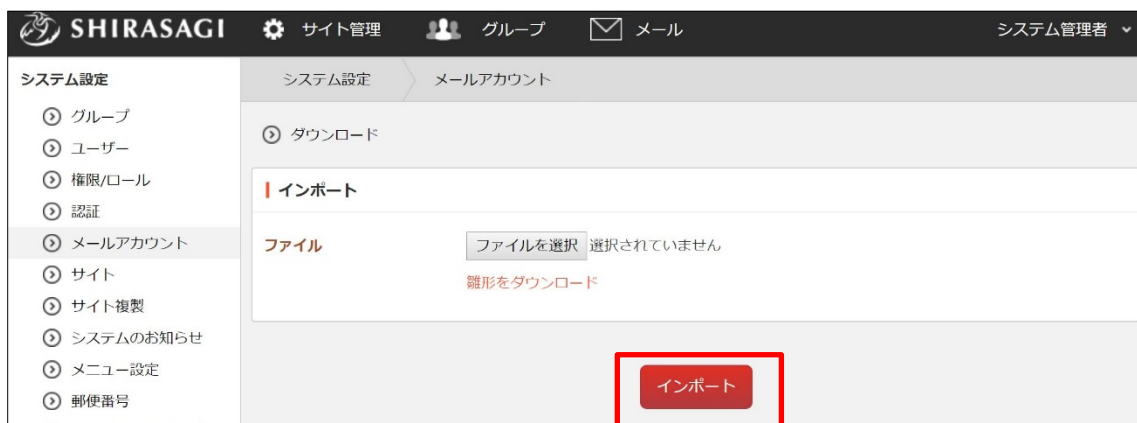 SHIRASAGI サイト管理 グループ メール システム管理者
システム設定
グループ
ユーザー
権限/ロール
認証
メールアカウント
サイト
サイト複製
システムのお知らせ
メニュー設定
郵便番号
システム設定 メールアカウント
ダウンロード
インポート
ファイル ファイルを選択 選択されていません
雛形をダウンロード
インポート